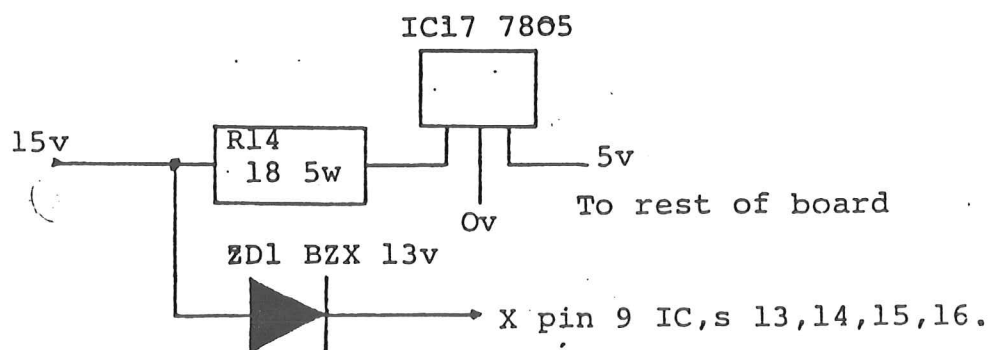 IC17 7805
15v
R14
18 5w
5v
0v
To rest of board
ZD1 BZX 13v
X pin 9 IC,s 13,14,15,16.